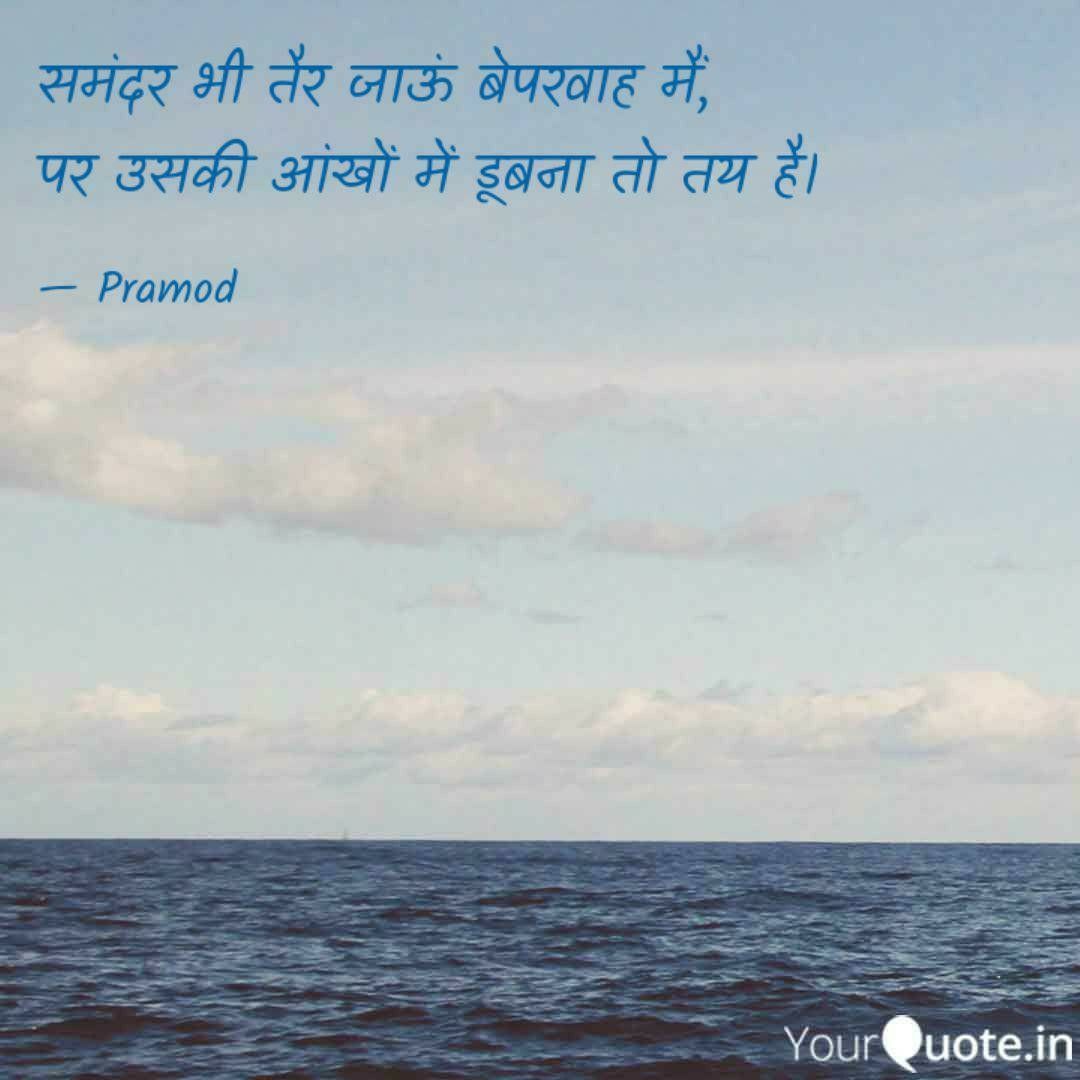 समंदर भी तैर जाऊं बेपरवाह मैं,
पर उसकी आंखों में डूबना तो तय है।
— Pramod
YourQuote.in